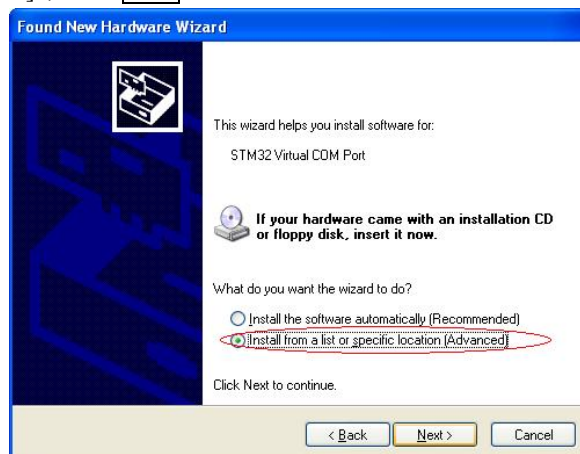 Found New Hardware Wizard
This wizard helps you install software for:
STM32 Virtual COM Port
If your hardware came with an installation CD
or floppy disk, insert it now.
What do you want the wizard to do?
Install the software automatically (Recommended)
Install from a list or specific location (Advanced)
Click Next to continue.
< Back Next > Cancel